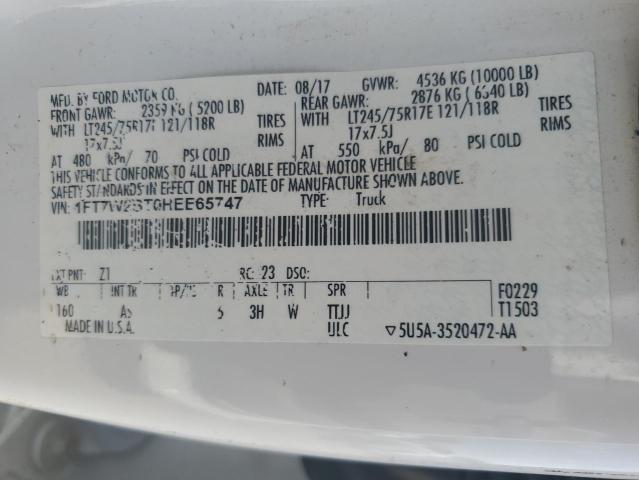 MFD. BY FORD MOTOR CO. DATE: 08/17 GVWR: 4536 KG (10000 LB)
FRONT GAWR: 2359 KG (5200 LB) REAR GAWR: 2876 KG (6340 LB)
WITH LT245/75R17E 121/118R TIRES WITH LT245/75R17E 121/118R TIRES
17x7.5J RIMS 17x7.5J RIMS
AT 480 kPa/ 70 PSI COLD AT 550 kPa/ 80 PSI COLD
THIS VEHICLE CONFORMS TO ALL APPLICABLE FEDERAL MOTOR VEHICLE
SAFETY STANDARDS IN EFFECT ON THE DATE OF MANUFACTURE SHOWN ABOVE.
VIN: 1FT7W2BT0HEE65747 TYPE: Truck
EXT PNT: Z1 RC: 23 DSO:
WB INT TR TP/PS R AXLE TR SPR F0229
160 AS 3H W TTJJ T1503
MADE IN U.S.A. ULC ▽5U5A-3520472-AA